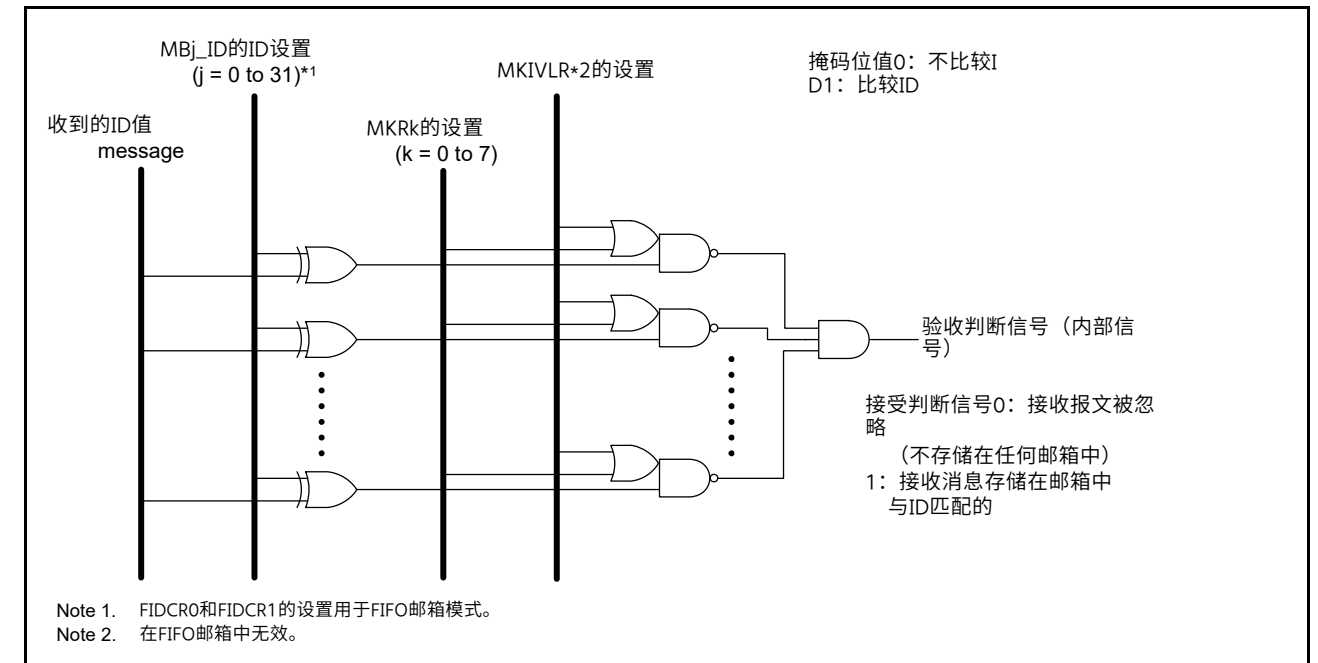 MBj_ID的ID设置
(j = 0 to 31)*1
MKIVLR*2的设置
掩码位值0：不比较I
D1：比较ID
收到的ID值
message
MKRk的设置
(k = 0 to 7)
验收判断信号（内部信
号）
接受判断信号0：接收报文被忽
略
（不存储在任何邮箱中）
1：接收消息存储在邮箱中
与ID匹配的
Note 1. FIDCR0和FIDCR1的设置用于FIFO邮箱模式。
Note 2. 在FIFO邮箱中无效。